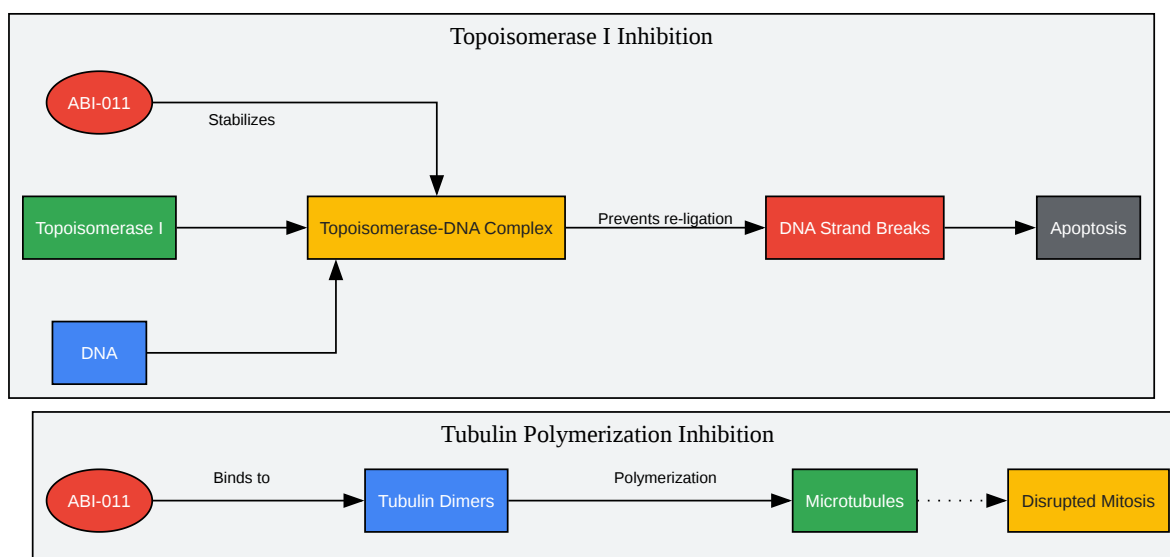 Topoisomerase I Inhibition
ABI-011
Stabilizes
Topoisomerase I
Topoisomerase-DNA Complex
Prevents re-ligation
DNA Strand Breaks
Apoptosis
DNA
Tubulin Polymerization Inhibition
ABI-011
Binds to
Tubulin Dimers
Polymerization
Microtubules
Disrupted Mitosis